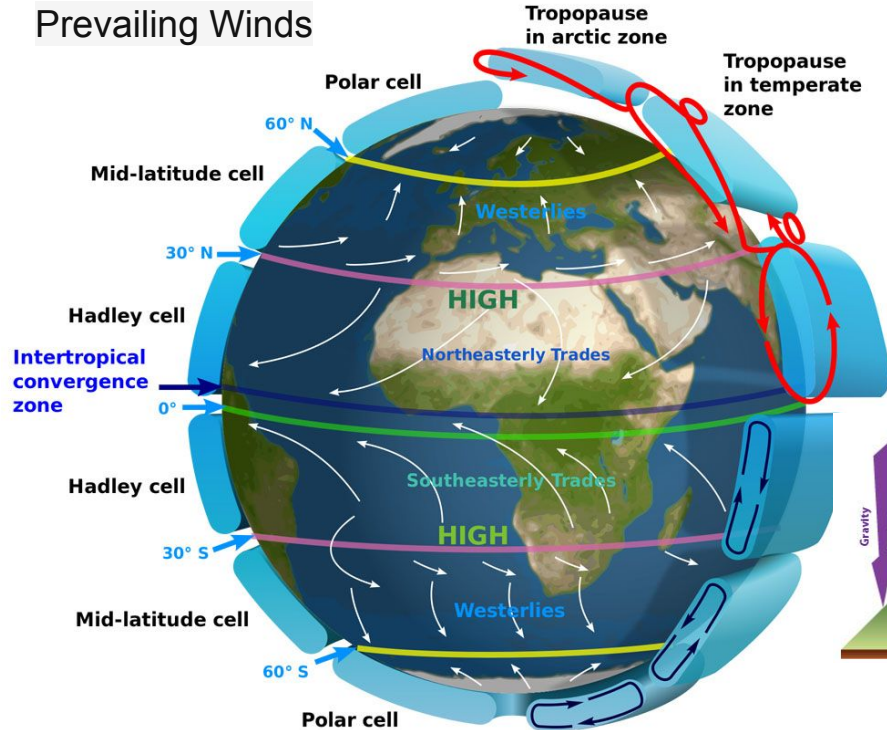 Prevailing Winds
Tropopause
in arctic zone
Tropopause
in temperate
zone
Polar cell
60° N
Mid-latitude cell
Westerlies
30° N
HIGH
Hadley cell
Northeasterly Trades
Intertropical
convergence
zone
0°
Hadley cell
Southeasterly Trades
Gravity
HIGH
30° S
Mid-latitude cell
Westerlies
60° S
Polar cell